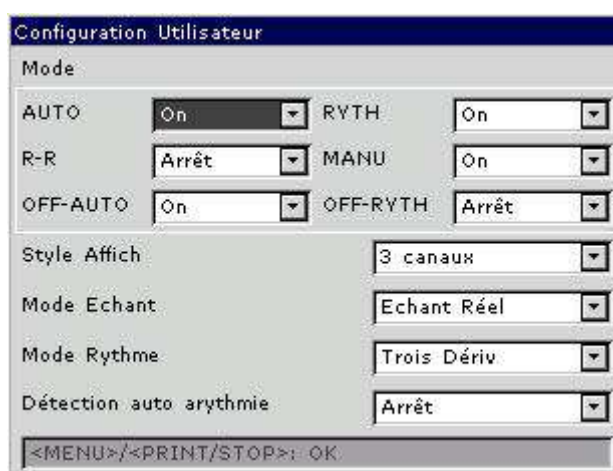 Configuration Utilisateur
Mode
AUTO On RYTH On
R-R Arrêt MANU On
OFF-AUTO On OFF-RYTH Arrêt
Style Affich 3 canaux
Mode Echant Echant Réel
Mode Rythme Trois Dériv
Détection auto arythmie Arrêt
<MENU>/<PRINT/STOP>: OK